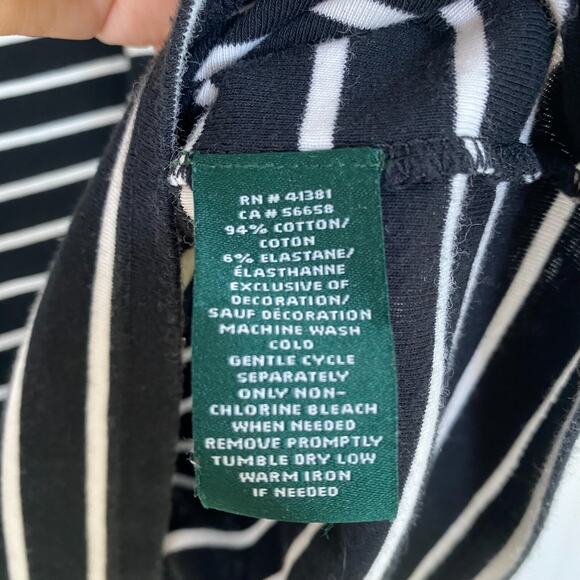 RN # 41381
CA # 56658
94% COTTON/
COTON
6% ELASTANE/
ÉLASTHANNE
EXCLUSIVE OF
DECORATION/
SAUF DÉCORATION
MACHINE WASH
COLD
GENTLE CYCLE
SEPARATELY
ONLY NON-
CHLORINE BLEACH
WHEN NEEDED
REMOVE PROMPTLY
TUMBLE DRY LOW
WARM IRON
IF NEEDED